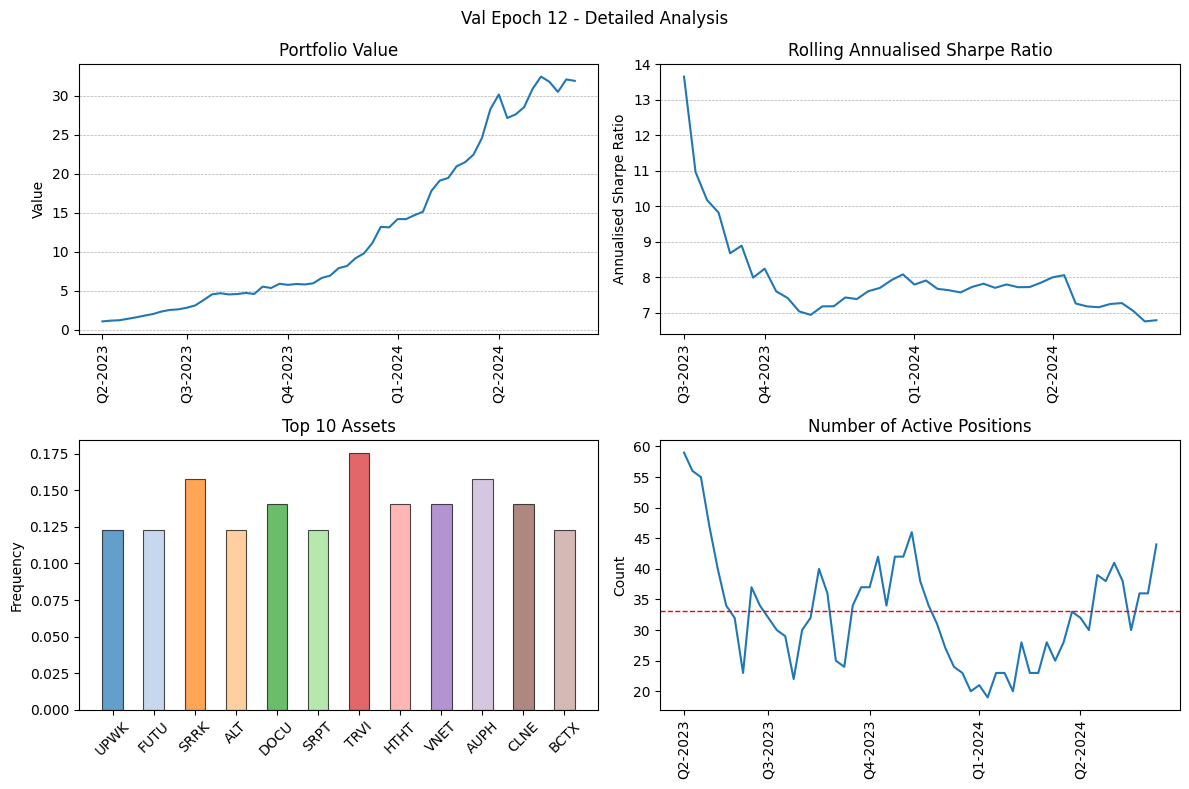 Val Epoch 12 - Detailed Analysis
Portfolio Value
Value
30
25
20
15
10
5
0
Q2-2023
Q3-2023
Q4-2023
Q1-2024
Q2-2024
Rolling Annualised Sharpe Ratio
Annualised Sharpe Ratio
14
13
12
11
10
9
8
7
Q3-2023
Q4-2023
Q1-2024
Q2-2024
Top 10 Assets
Frequency
0.175
0.150
0.125
0.100
0.075
0.050
0.025
0.000
UPWK
FUTU
SRRK
ALT
DOCU
SRPT
TRVI
HTHT
VNET
AUPH
CLNE
BCTX
Number of Active Positions
Count
60
55
50
45
40
35
30
25
20
Q2-2023
Q3-2023
Q4-2023
Q1-2024
Q2-2024